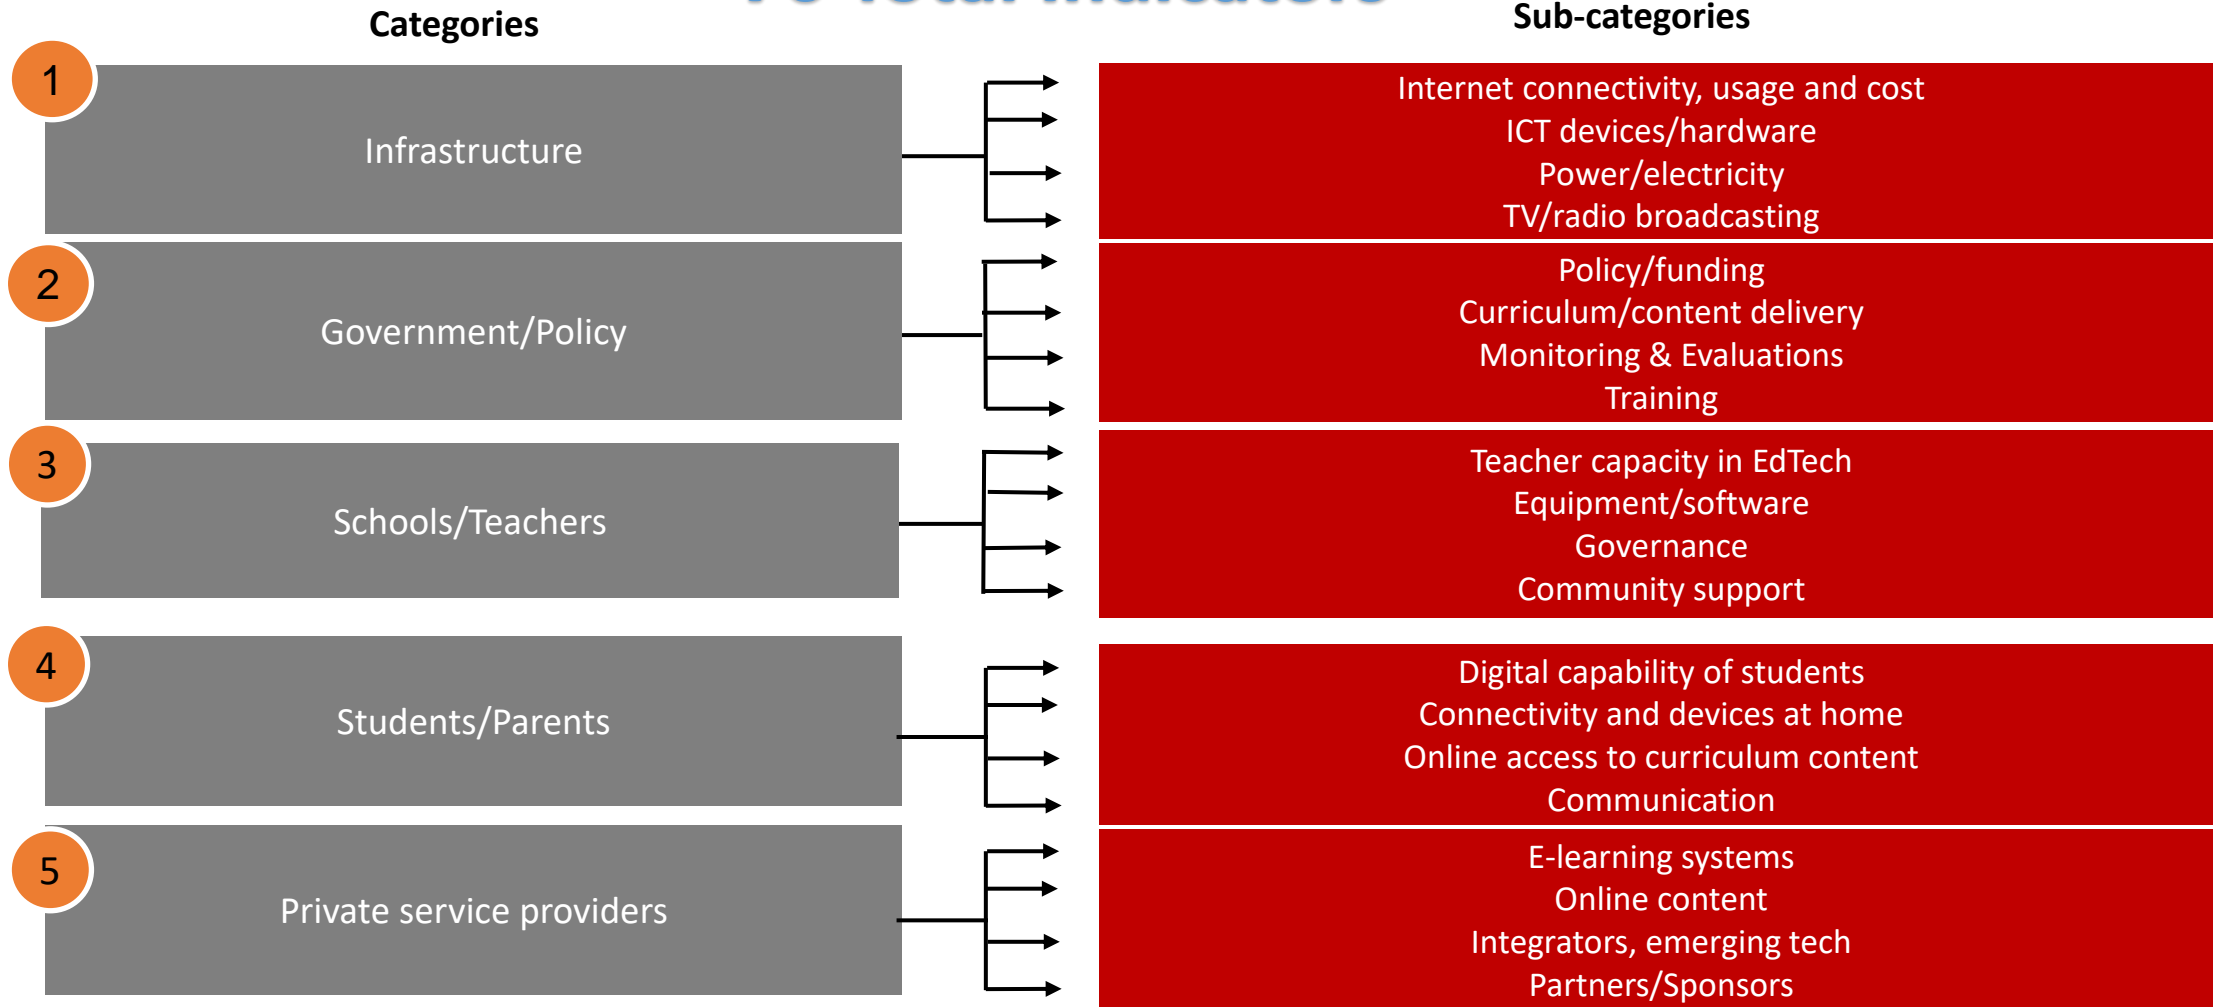 Total Indicators
Categories
Sub-categories
1
Infrastructure
Internet connectivity, usage and cost
ICT devices/hardware
Power/electricity
TV/radio broadcasting
2
Government/Policy
Policy/funding
Curriculum/content delivery
Monitoring & Evaluations
Training
3
Schools/Teachers
Teacher capacity in EdTech
Equipment/software
Governance
Community support
4
Students/Parents
Digital capability of students
Connectivity and devices at home
Online access to curriculum content
Communication
5
Private service providers
E-learning systems
Online content
Integrators, emerging tech
Partners/Sponsors